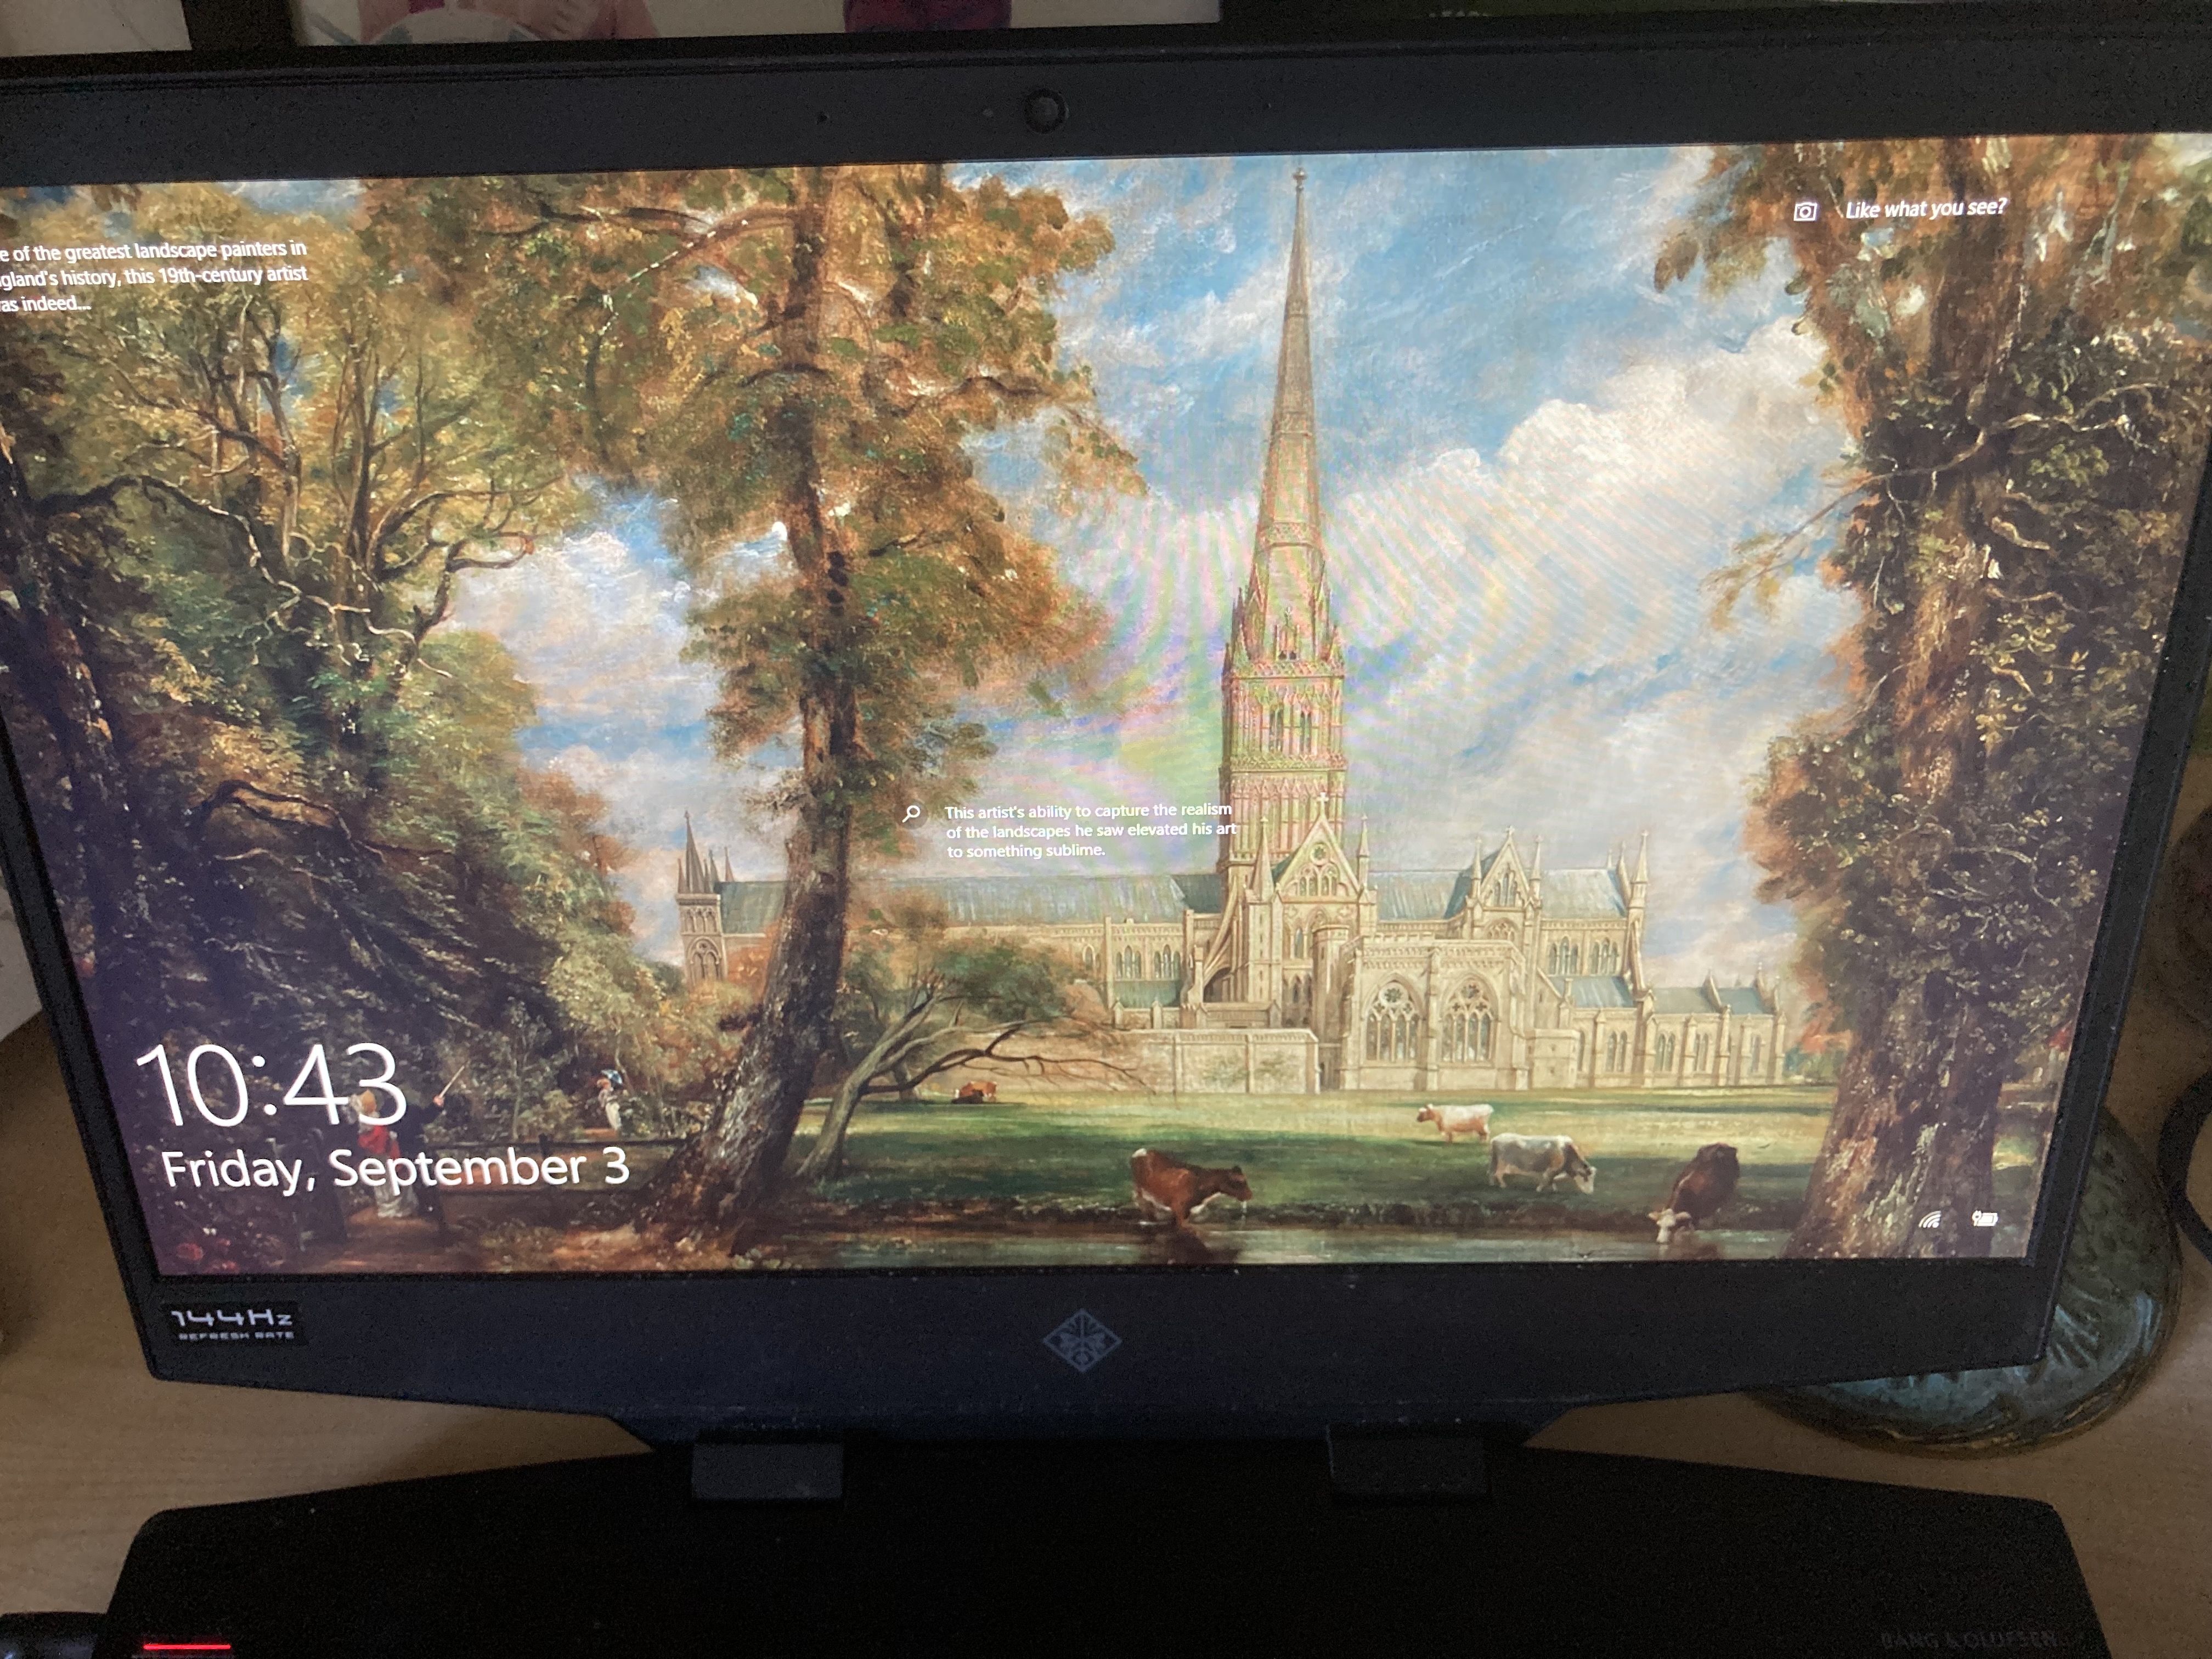 e of the greatest landscape painters in
gland's history, this 19th-century artist
as indeed...
Like what you see?
This artist's ability to capture the realism
of the landscapes he saw elevated his art
to something sublime.
10:43
Friday, September 3
144Hz
REFRESH RATE
BANG & OLUFSEN